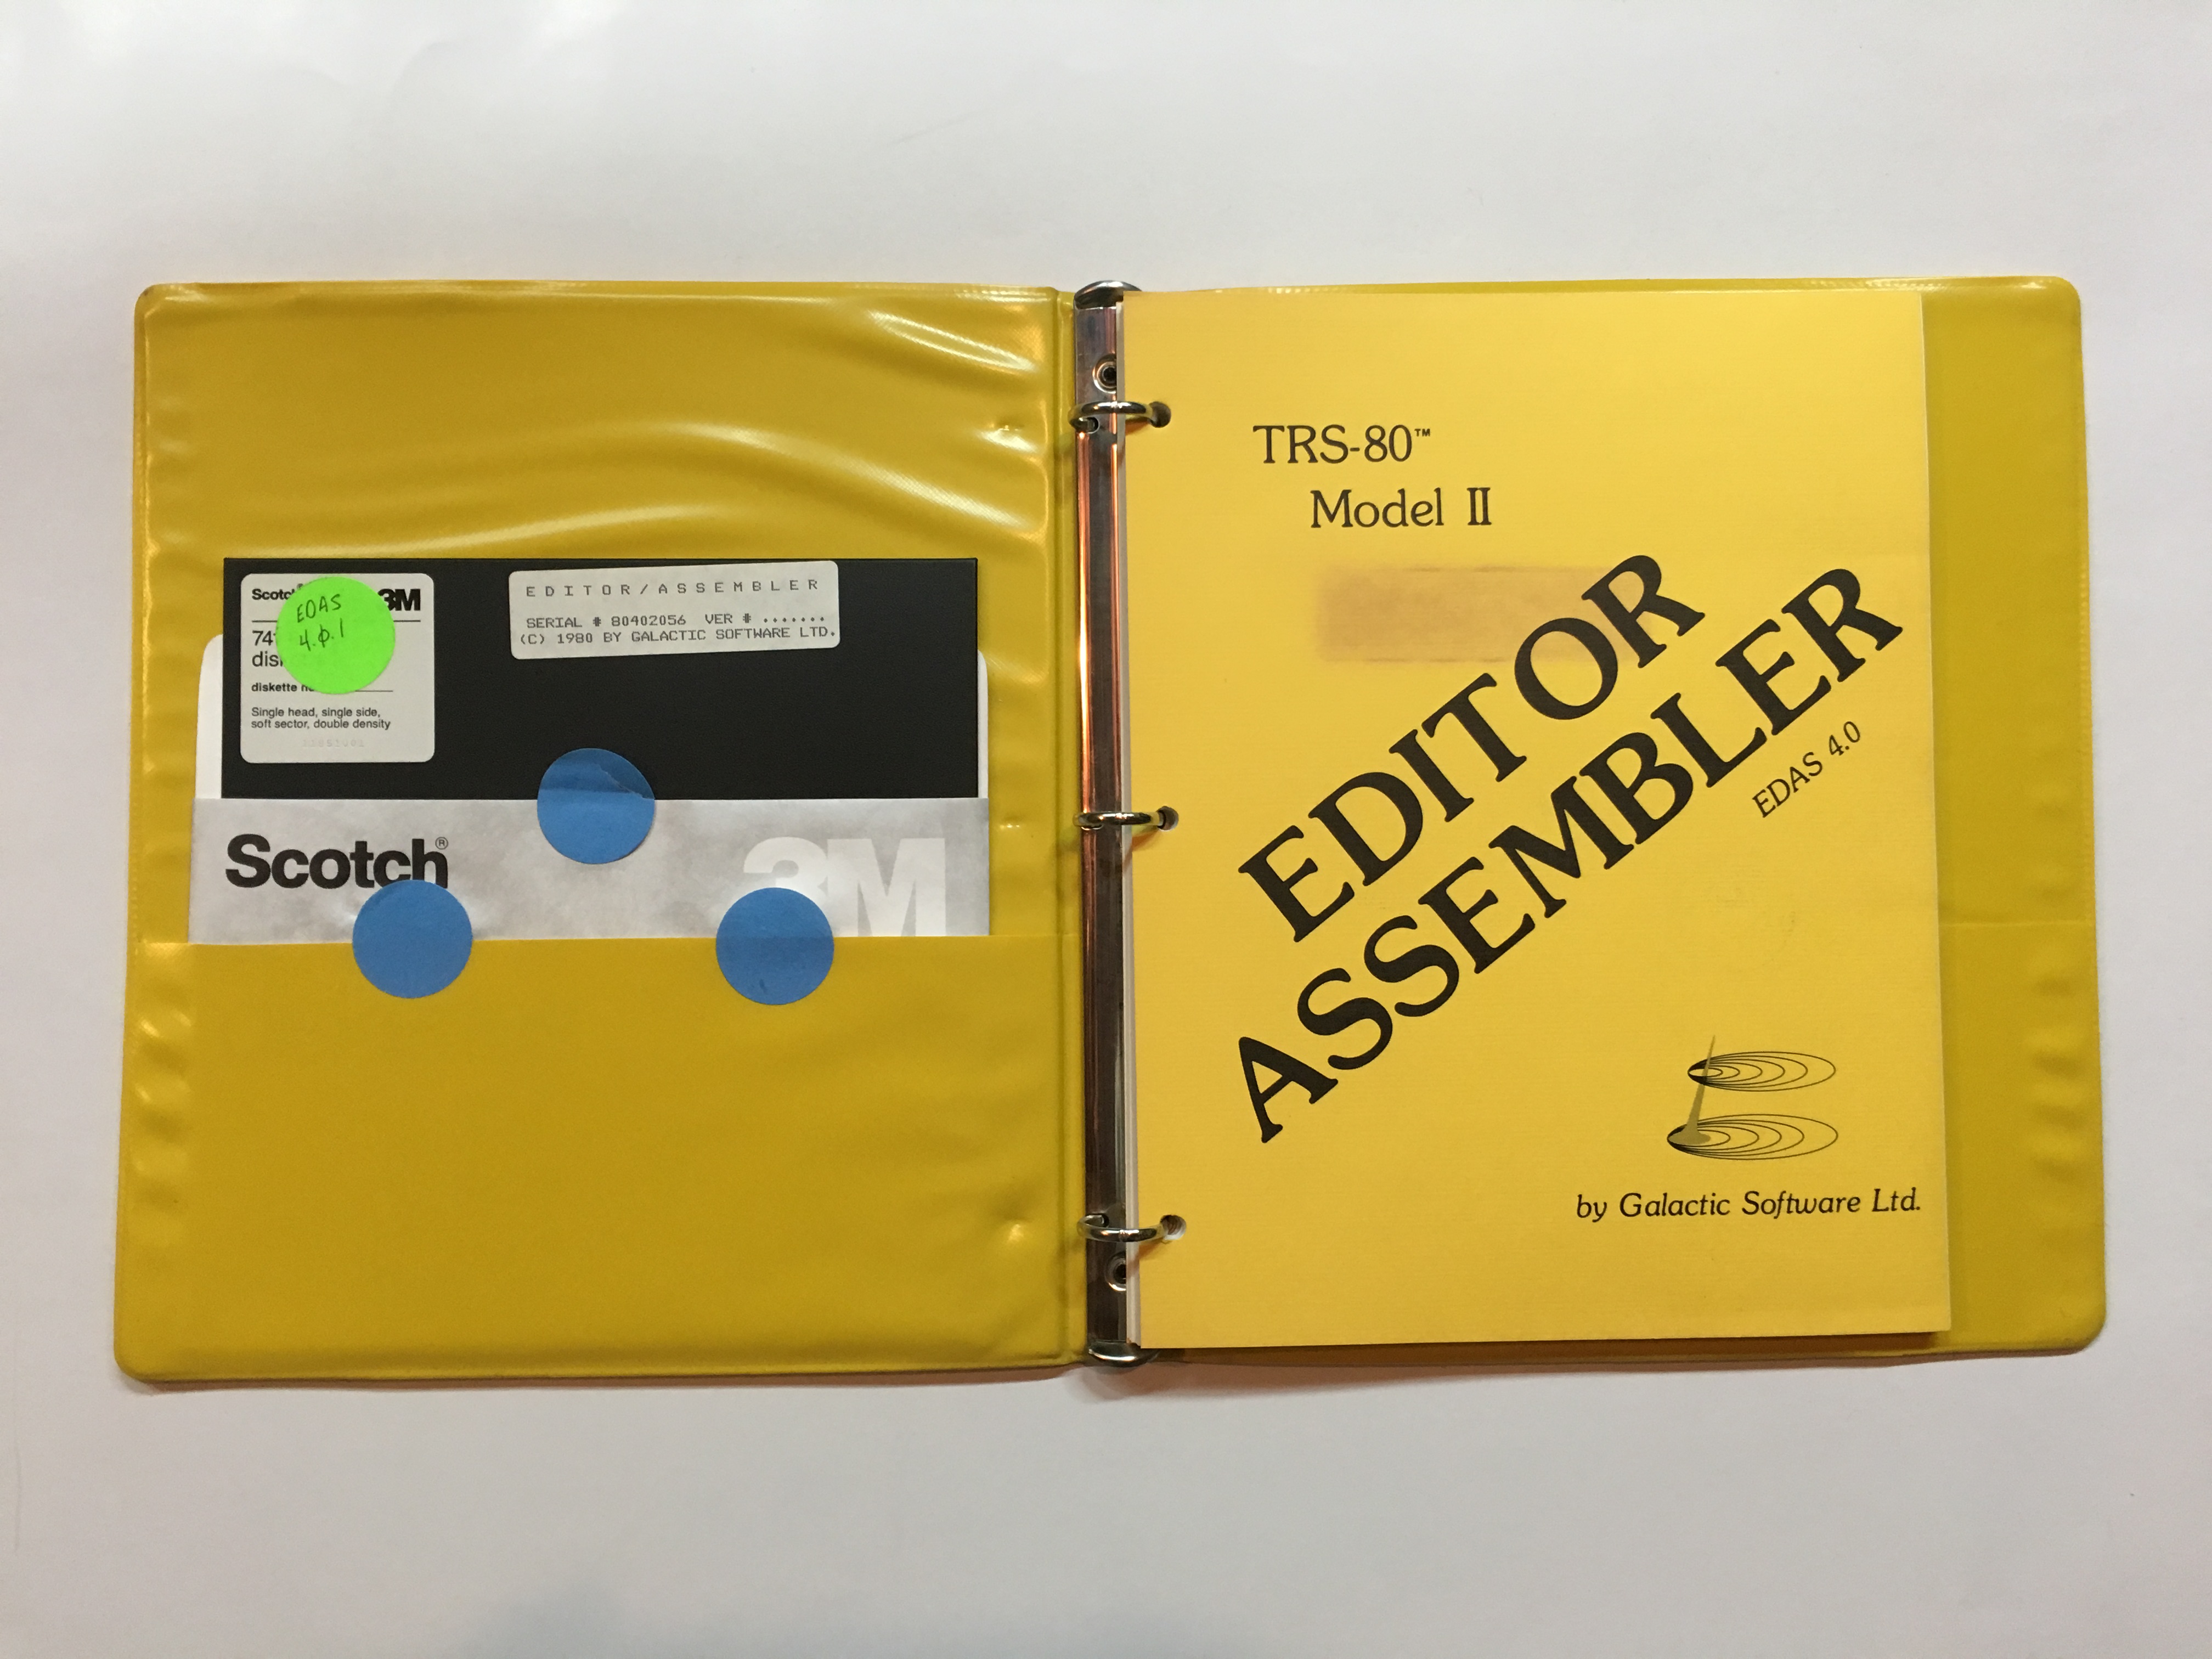 Scotch 3M
EDAS
4.0.1
74
diskette
Single head, single side,
soft sector, double density
EDITOR/ASSEMBLER
SERIAL # 80402056 VER # .......
(C) 1980 BY GALACTIC SOFTWARE LTD.
Scotch® 3M
TRS-80™
Model II
EDITOR
ASSEMBLER
EDAS 4.0
by Galactic Software Ltd.